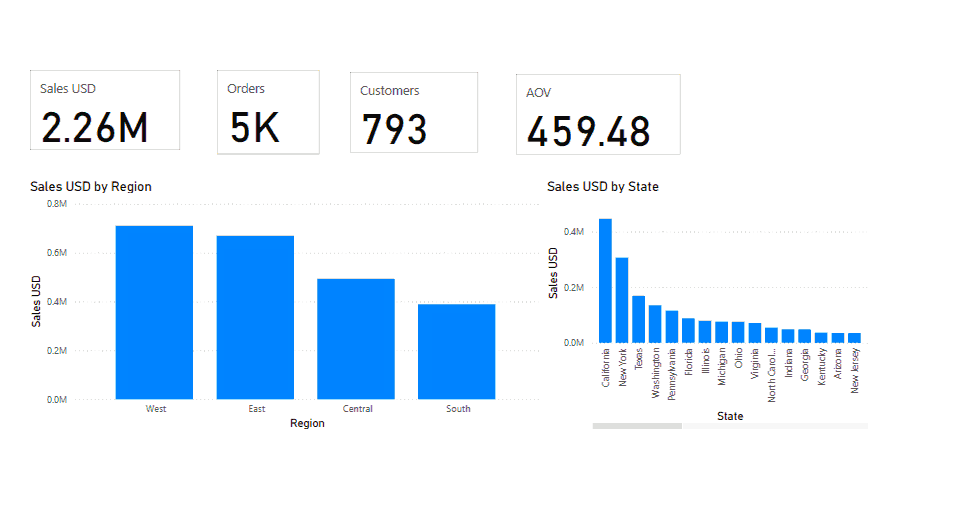 Sales USD
2.26M
Orders
5K
Customers
793
AOV
459.48
Sales USD by Region
0.8M
0.6M
0.4M
0.2M
0.0M
Sales USD
West
East
Central
South
Region
Sales USD by State
0.4M
0.2M
0.0M
Sales USD
California
New York
Texas
Washington
Pennsylvania
Florida
Illinois
Michigan
Ohio
Virginia
North Carol...
Indiana
Georgia
Kentucky
Arizona
New Jersey
State